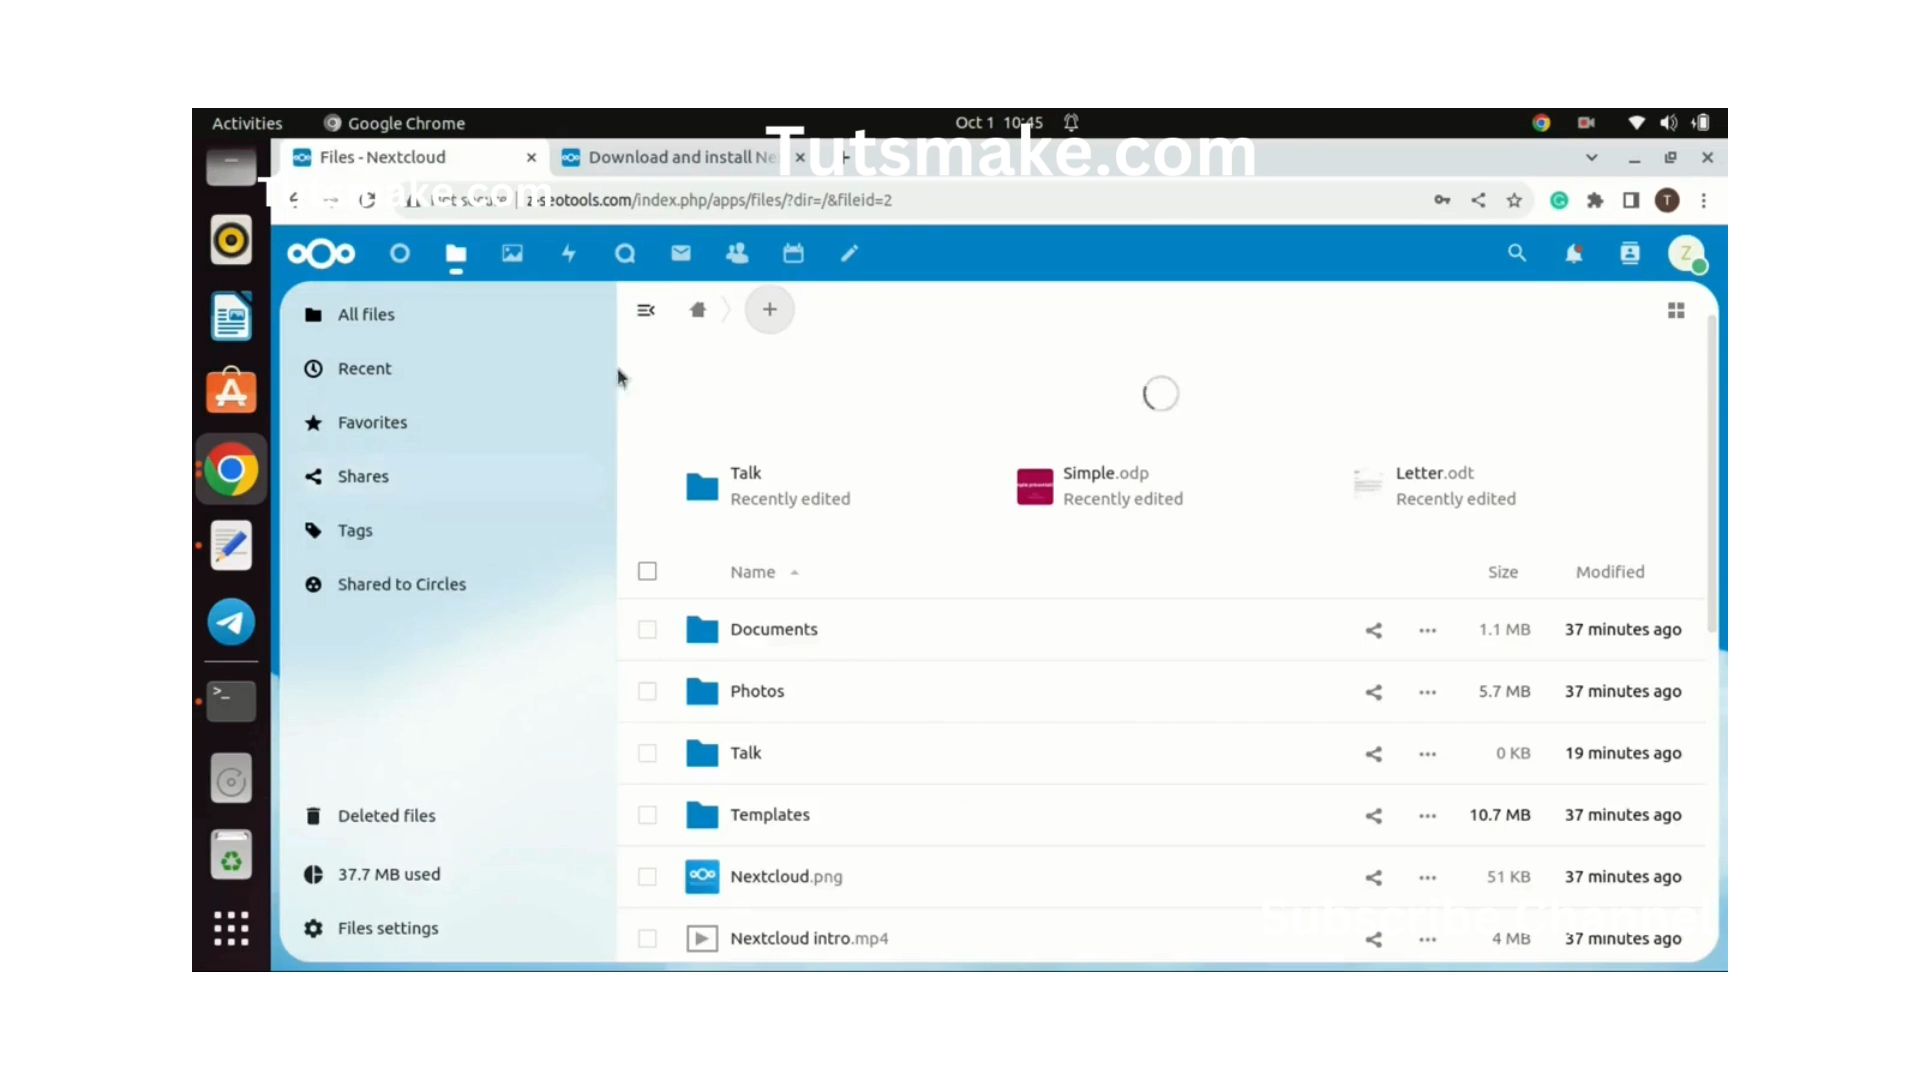 Activities Google Chrome Oct 1 10:45
Tutsmake.com
Files - Nextcloud Download and install Ne
Tutsmake.com
seotools.com/index.php/apps/files/?dir=/&fileid=2 T
Z
All files
Recent
Favorites
Shares
Tags
Shared to Circles
Deleted files
37.7 MB used
Files settings
Talk
Recently edited
Simple.odp
Recently edited
Letter.odt
Recently edited
Name Size Modified
Documents 1.1 MB 37 minutes ago
Photos 5.7 MB 37 minutes ago
Talk 0 KB 19 minutes ago
Templates 10.7 MB 37 minutes ago
Nextcloud.png 51 KB 37 minutes ago
Subscribe Channel
Nextcloud intro.mp4 4 MB 37 minutes ago